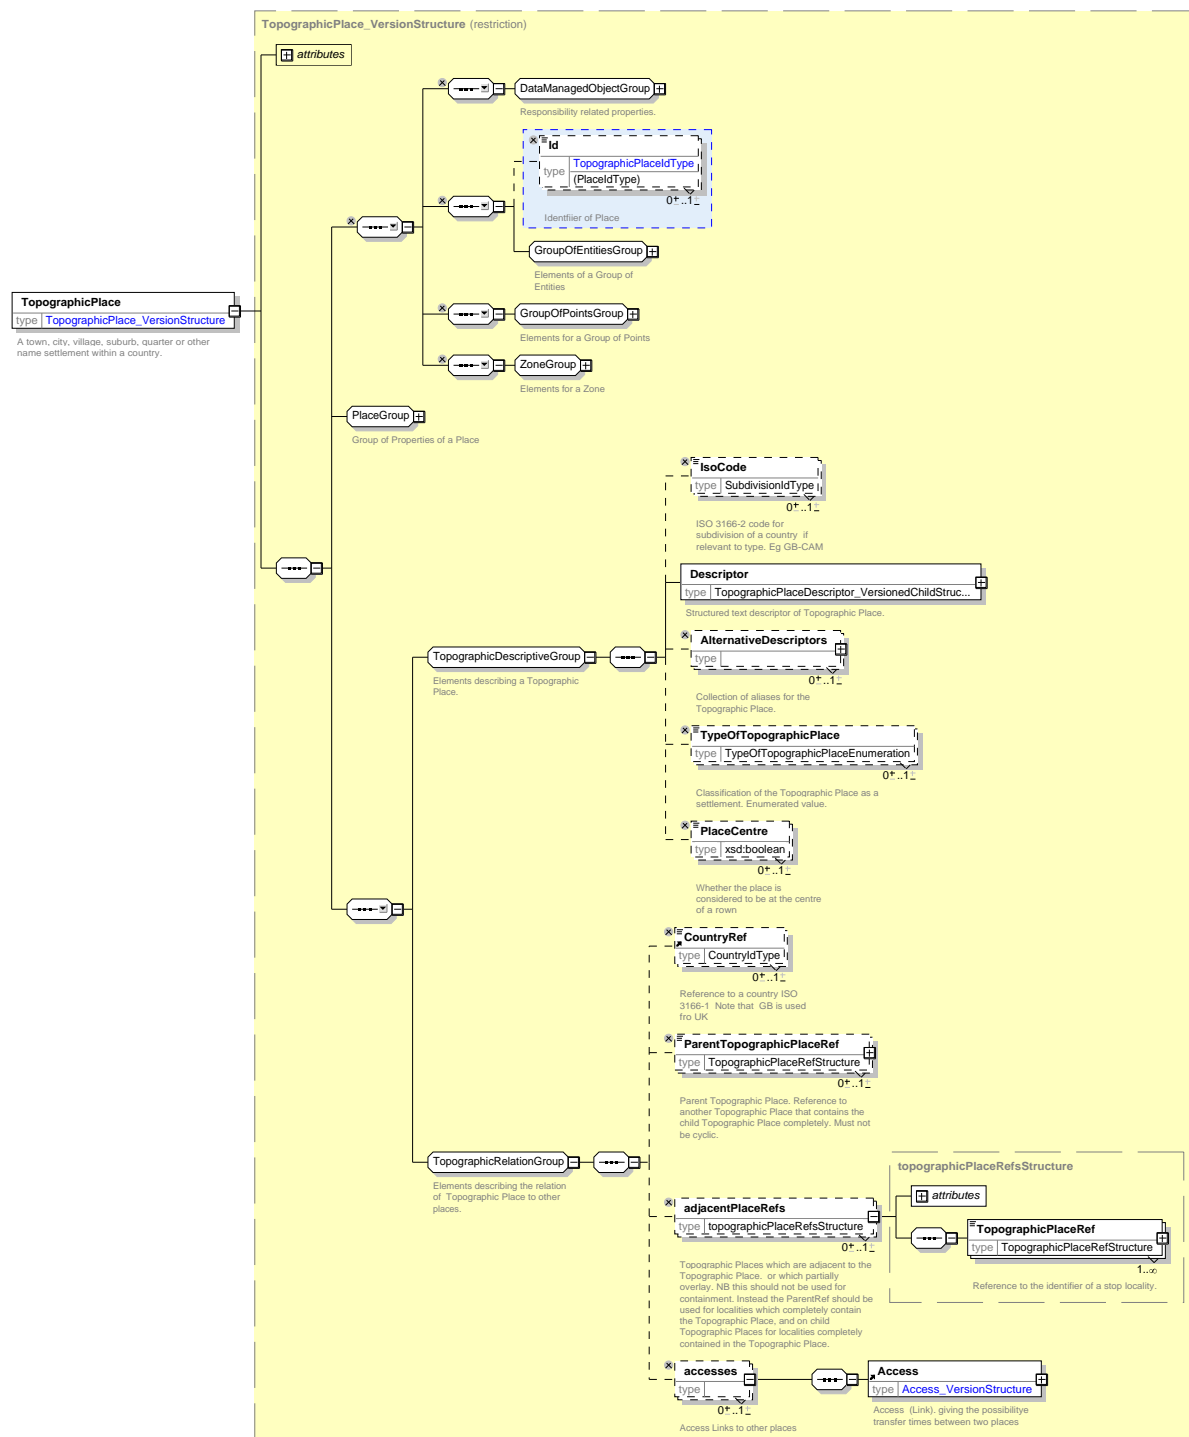 TopographicPlace_VersionStructure (restriction)
attributes
DataManagedObjectGroup
Responsibility related properties.
Id
type TopographicPlaceIdType
(PlaceIdType)
0..1
Identfiier of Place
GroupOfEntitiesGroup
Elements of a Group of
Entities
TopographicPlace
type TopographicPlace_VersionStructure
A town, city, village, suburb, quarter or other
name settlement within a country.
GroupOfPointsGroup
Elements for a Group of Points
ZoneGroup
Elements for a Zone
PlaceGroup
Group of Properties of a Place
IsoCode
type SubdivisionIdType
0..1
ISO 3166-2 code for
subdivision of a country  if
relevant to type. Eg GB-CAM
Descriptor
type TopographicPlaceDescriptor_VersionedChildStruc...
Structured text descriptor of Topographic Place.
TopographicDescriptiveGroup
Elements describing a Topographic
Place.
AlternativeDescriptors
type
0..1
Collection of aliases for the
Topographic Place.
TypeOfTopographicPlace
type TypeOfTopographicPlaceEnumeration
0..1
Classification of the Topographic Place as a
settlement. Enumerated value.
PlaceCentre
type xsd:boolean
0..1
Whether the place is
considered to be at the centre
of a rown
CountryRef
type CountryIdType
0..1
Reference to a country ISO
3166-1  Note that  GB is used
fro UK
ParentTopographicPlaceRef
type TopographicPlaceRefStructure
0..1
Parent Topographic Place. Reference to
another Topographic Place that contains the
child Topographic Place completely. Must not
be cyclic.
TopographicRelationGroup
Elements describing the relation
of  Topographic Place to other
places.
adjacentPlaceRefs
type topographicPlaceRefsStructure
0..1
Topographic Places which are adjacent to the
Topographic Place.  or which partially
overlay. NB this should not be used for
containment. Instead the ParentRef should be
used for localities which completely contain
the Topographic Place, and on child
Topographic Places for localities completely
contained in the Topographic Place.
topographicPlaceRefsStructure
attributes
TopographicPlaceRef
type TopographicPlaceRefStructure
1..∞
Reference to the identifier of a stop locality.
accesses
type
0..1
Access Links to other places
Access
type Access_VersionStructure
Access  (Link). giving the possibilitye
transfer times between two places